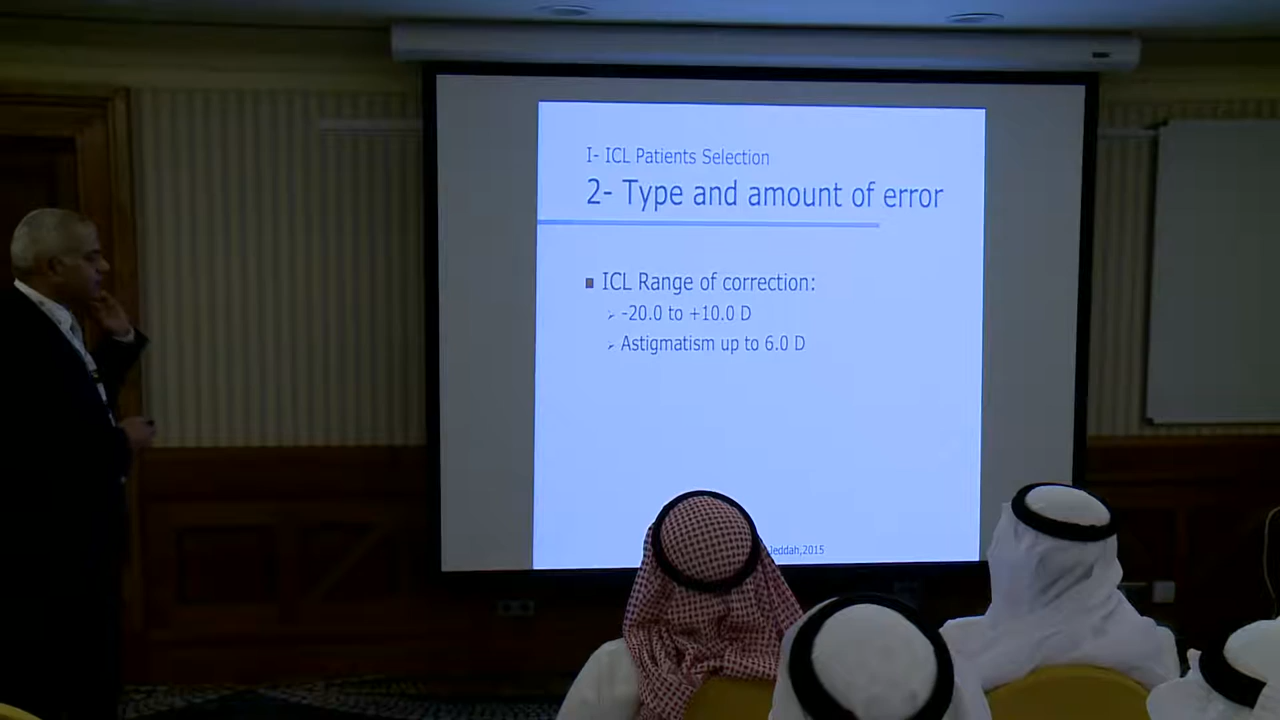 I- ICL Patients Selection
2- Type and amount of error
ICL Range of correction:
-20.0 to +10.0 D
Astigmatism up to 6.0 D
Jeddah,2015